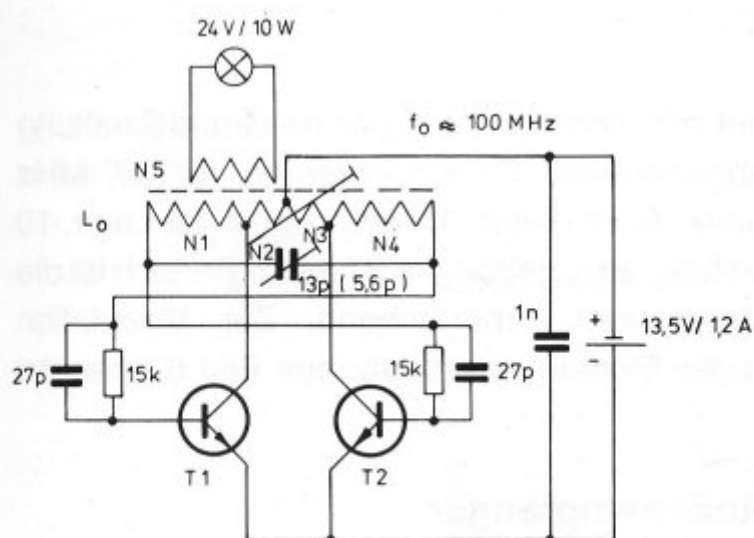 24 V / 10 W
f₀ ≈ 100 MHz
N5
L₀
N1
N2
N3
N4
13p ( 5,6p )
1n
+
13,5V/ 1,2 A
-
27p
15k
15k
27p
T1
T2